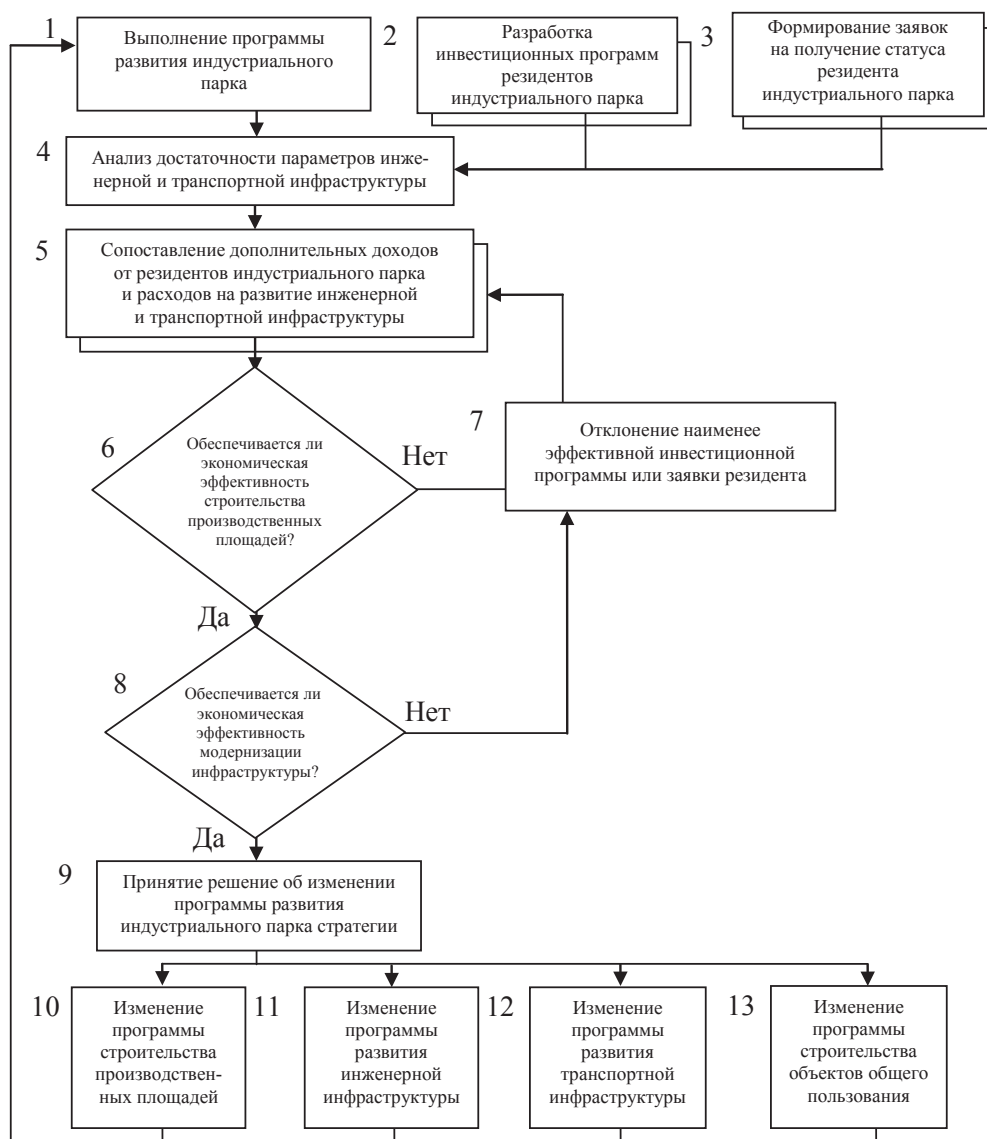 1
Выполнение программы
развития индустриального
парка
2
Разработка
инвестиционных программ
резидентов
индустриального парка
3
Формирование заявок
на получение статуса
резидента
индустриального парка
4
Анализ достаточности параметров инже-
нерной и транспортной инфраструктуры
5
Сопоставление дополнительных доходов
от резидентов индустриального парка
и расходов на развитие инженерной
и транспортной инфраструктуры
6
Обеспечивается ли
экономическая
эффективность
строительства
производственных
площадей?
Нет
7
Отклонение наименее
эффективной инвестиционной
программы или заявки резидента
Да
8
Обеспечивается ли
экономическая
эффективность
модернизации
инфраструктуры?
Нет
Да
9
Принятие решение об изменении
программы развития
индустриального парка стратегии
10
Изменение
программы
строительства
производствен-
ных площадей
11
Изменение
программы
развития
инженерной
инфраструктуры
12
Изменение
программы
развития
транспортной
инфраструктуры
13
Изменение
программы
строительства
объектов общего
пользования